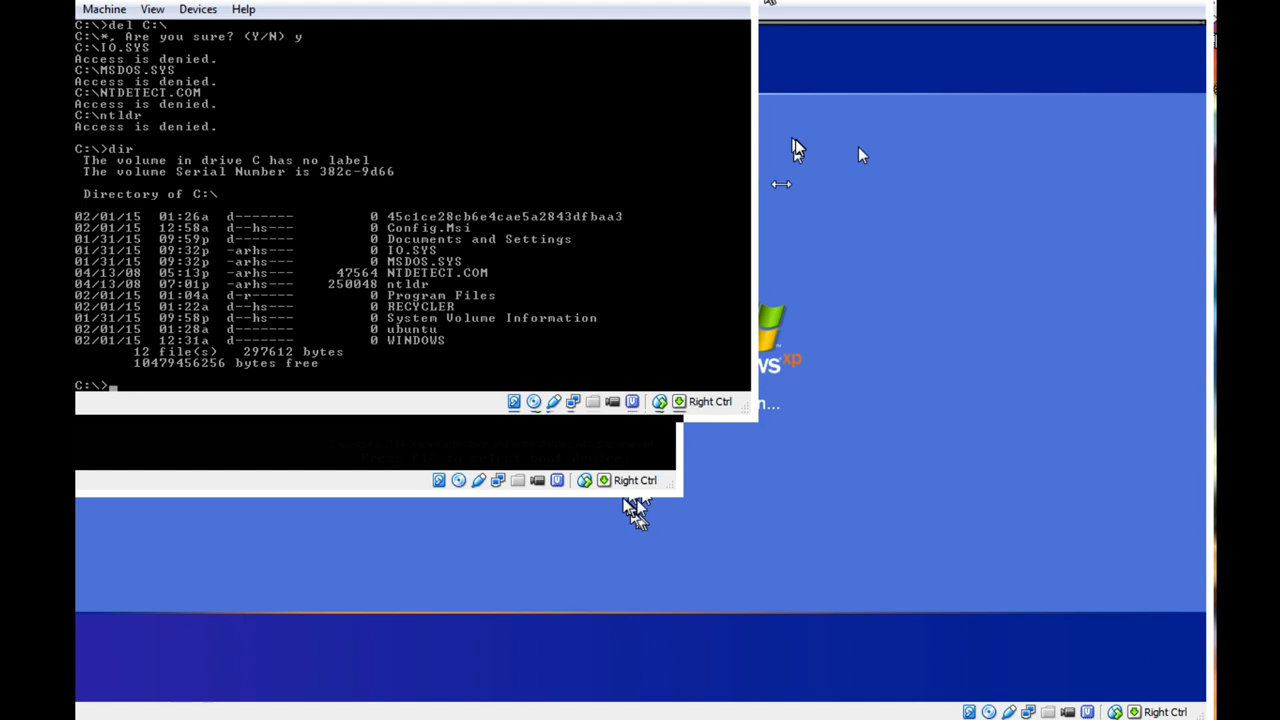 Machine View Devices Help
C:\>del C:\
C:\*, Are you sure? (Y/N) y
C:\IO.SYS
Access is denied.
C:\MSDOS.SYS
Access is denied.
C:\NTDETECT.COM
Access is denied.
C:\ntldr
Access is denied.
C:\>dir
The volume in drive C has no label
The volume Serial Number is 382c-9d66
Directory of C:\
02/01/15 01:26a d------- 0 45c1ce28cb6e4cae5a2843dfbaa3
02/01/15 12:58a d--hs--- 0 Config.Msi
01/31/15 09:59p d------- 0 Documents and Settings
01/31/15 09:32p -arhs--- 0 IO.SYS
01/31/15 09:32p -arhs--- 0 MSDOS.SYS
04/13/08 05:13p -arhs--- 47564 NTDETECT.COM
04/13/08 07:01p -arhs--- 250048 ntldr
02/01/15 01:04a d-r----- 0 Program Files
02/01/15 01:22a d--hs--- 0 RECYCLER
01/31/15 09:58p d--hs--- 0 System Volume Information
02/01/15 01:28a d------- 0 ubuntu
02/01/15 12:31a d------- 0 WINDOWS
12 file(s) 297612 bytes
10479456256 bytes free
C:\>_
ws xp
n...
Right Ctrl
Right Ctrl
Right Ctrl